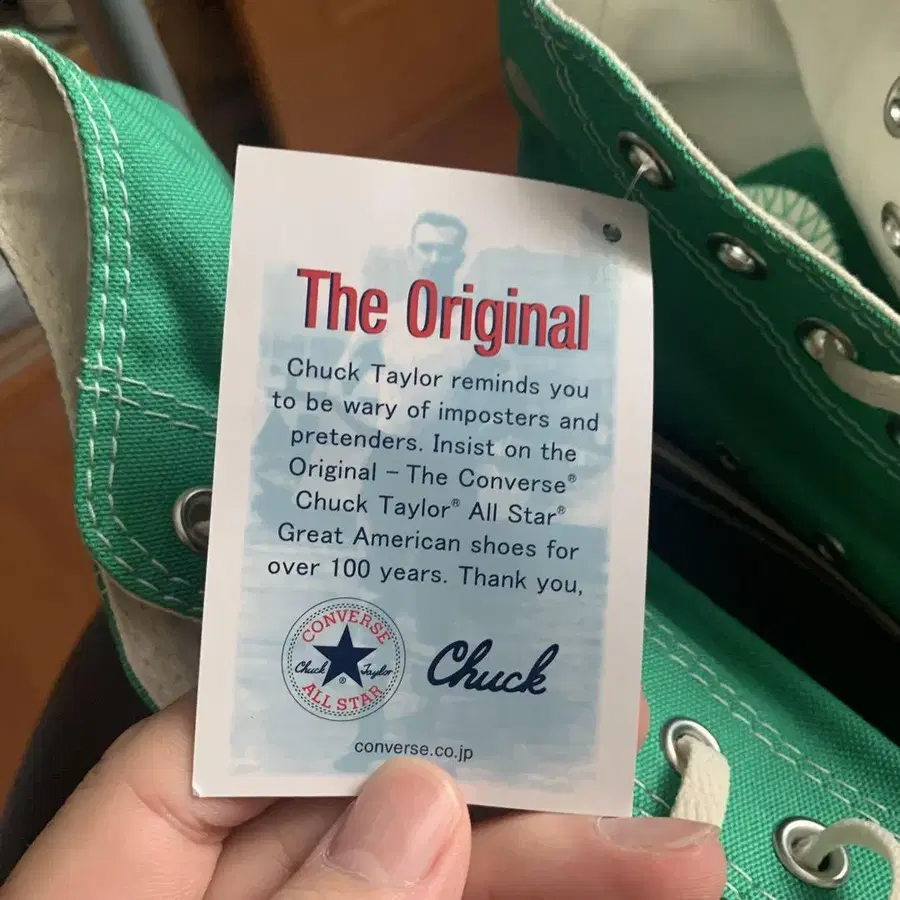 The Original
Chuck Taylor reminds you
to be wary of imposters and
pretenders. Insist on the
Original – The Converse®
Chuck Taylor® All Star®
Great American shoes for
over 100 years. Thank you,
CONVERSE
Chuck Taylor
®
ALL STAR
Chuck
converse.co.jp